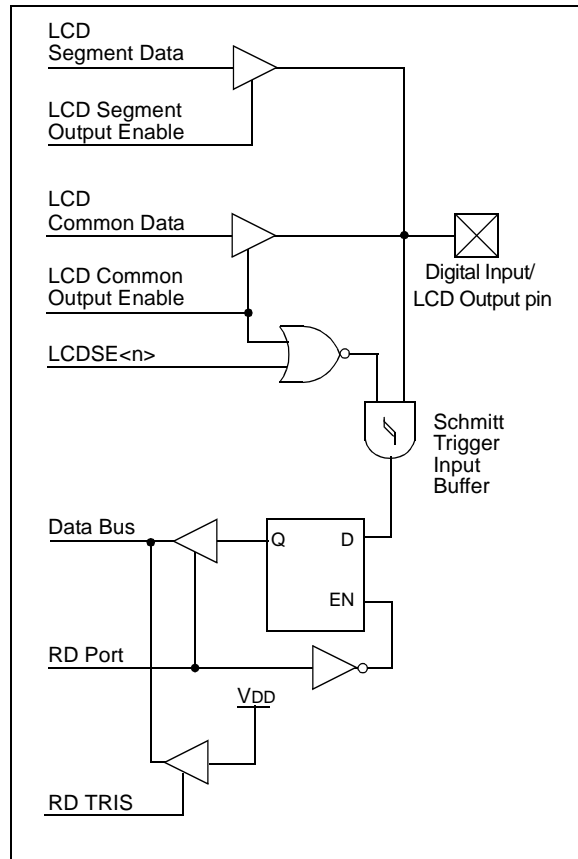 LCD
Segment Data
LCD Segment
Output Enable
LCD
Common Data
LCD Common
Output Enable
Digital Input/
LCD Output pin
LCDSE<n>
Schmitt
Trigger
Input
Buffer
Data Bus
Q
D
EN
RD Port
VDD
RD TRIS